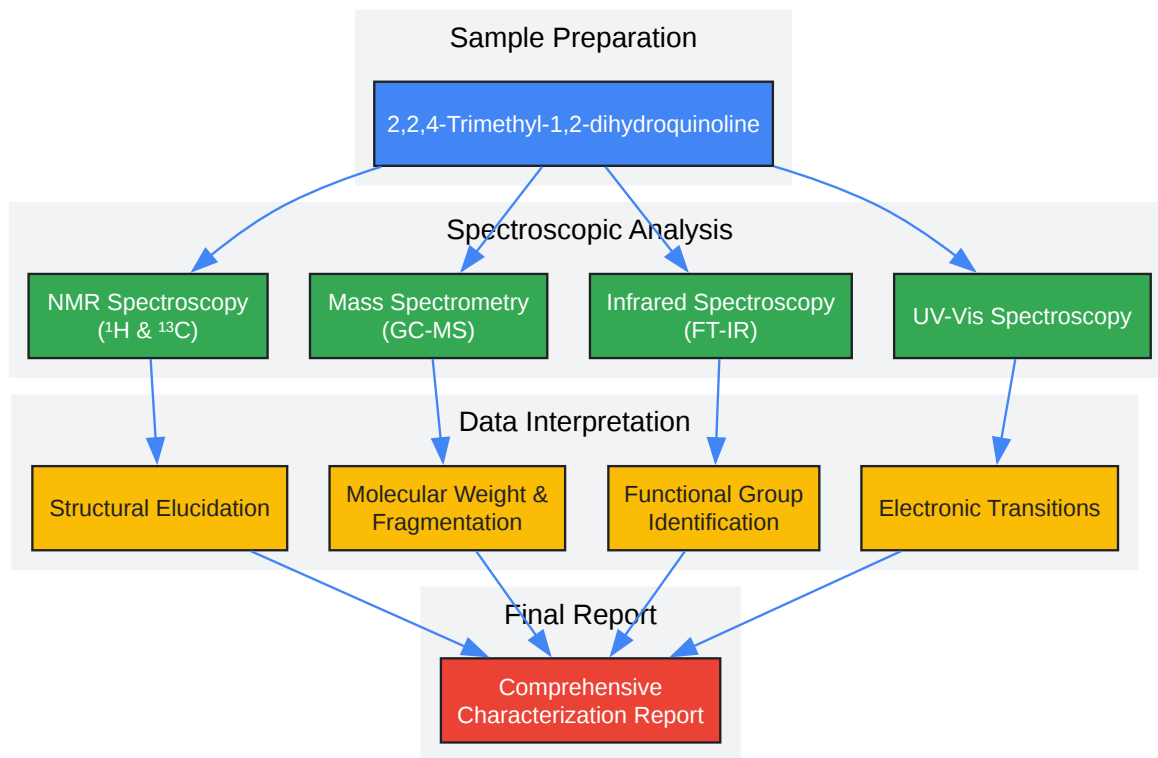 Sample Preparation
2,2,4-Trimethyl-1,2-dihydroquinoline
Spectroscopic Analysis
NMR Spectroscopy
(¹H & ¹³C)
Mass Spectrometry
(GC-MS)
Infrared Spectroscopy
(FT-IR)
UV-Vis Spectroscopy
Data Interpretation
Structural Elucidation
Molecular Weight &
Fragmentation
Functional Group
Identification
Electronic Transitions
Final Report
Comprehensive
Characterization Report